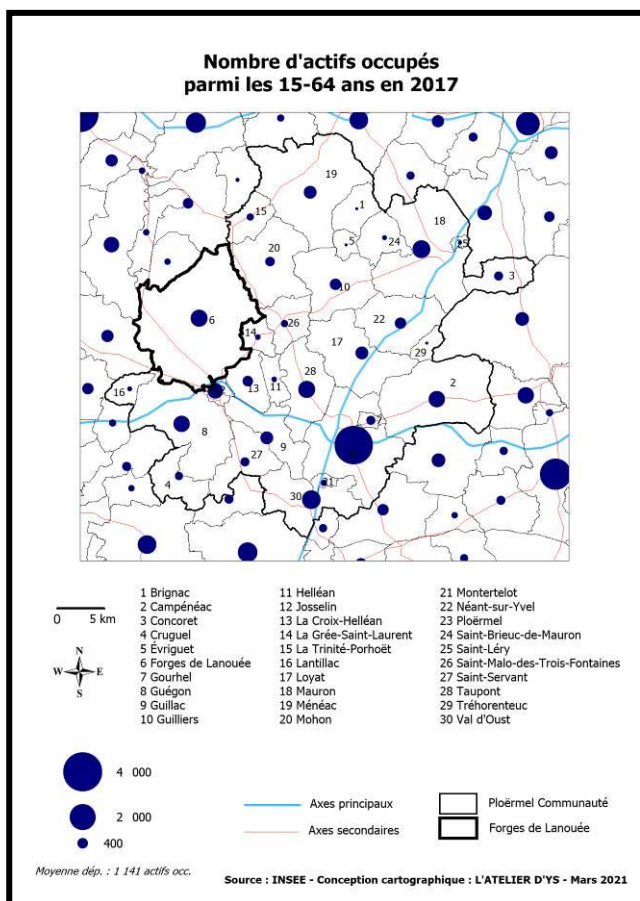 Nombre d'actifs occupés
parmi les 15-64 ans en 2017
19
1
18
15
5
24
25
20
3
10
6
26
22
14
17
29
28
16
13
11
2
8
9
27
4
30
0 5 km
N
W E
S
1 Brignac
2 Campénéac
3 Concoret
4 Cruguel
5 Évriguet
6 Forges de Lanouée
7 Gourhel
8 Guégon
9 Guillac
10 Guilliers
11 Helléan
12 Josselin
13 La Croix-Helléan
14 La Grée-Saint-Laurent
15 La Trinité-Porhoët
16 Lantillac
17 Loyat
18 Mauron
19 Ménéac
20 Mohon
21 Montertelot
22 Néant-sur-Yvel
23 Ploërmel
24 Saint-Brieuc-de-Mauron
25 Saint-Léry
26 Saint-Malo-des-Trois-Fontaines
27 Saint-Servant
28 Taupont
29 Tréhorenteuc
30 Val d'Oust
4 000
2 000
400
Axes principaux
Axes secondaires
Ploërmel Communauté
Forges de Lanouée
Moyenne dép. : 1 141 actifs occ.
Source : INSEE - Conception cartographique : L'ATELIER D'YS - Mars 2021